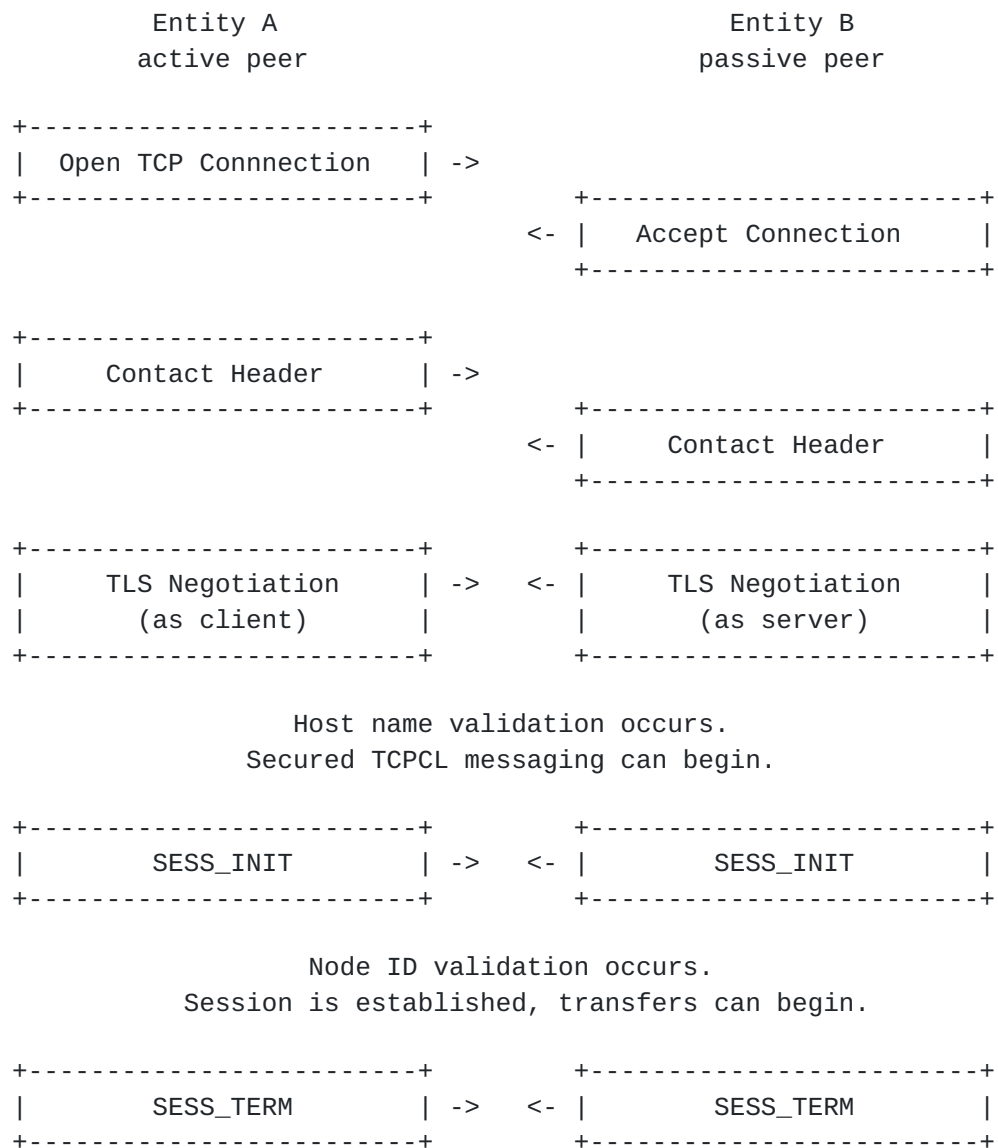 Entity A                             Entity B
        active peer                         passive peer

+-------------------------+
|  Open TCP Connnection   | ->
+-------------------------+         +-------------------------+
                                 <- |   Accept Connection     |
                                    +-------------------------+

+-------------------------+
|      Contact Header      | ->
+-------------------------+         +-------------------------+
                                 <- |     Contact Header      |
                                    +-------------------------+

+-------------------------+         +-------------------------+
|      TLS Negotiation     | ->   <- |     TLS Negotiation     |
|        (as client)       |         |       (as server)       |
+-------------------------+         +-------------------------+

                  Host name validation occurs.
               Secured TCPCL messaging can begin.

+-------------------------+         +-------------------------+
|         SESS_INIT        | ->   <- |        SESS_INIT        |
+-------------------------+         +-------------------------+

                   Node ID validation occurs.
           Session is established, transfers can begin.

+-------------------------+         +-------------------------+
|         SESS_TERM        | ->   <- |        SESS_TERM        |
+-------------------------+         +-------------------------+